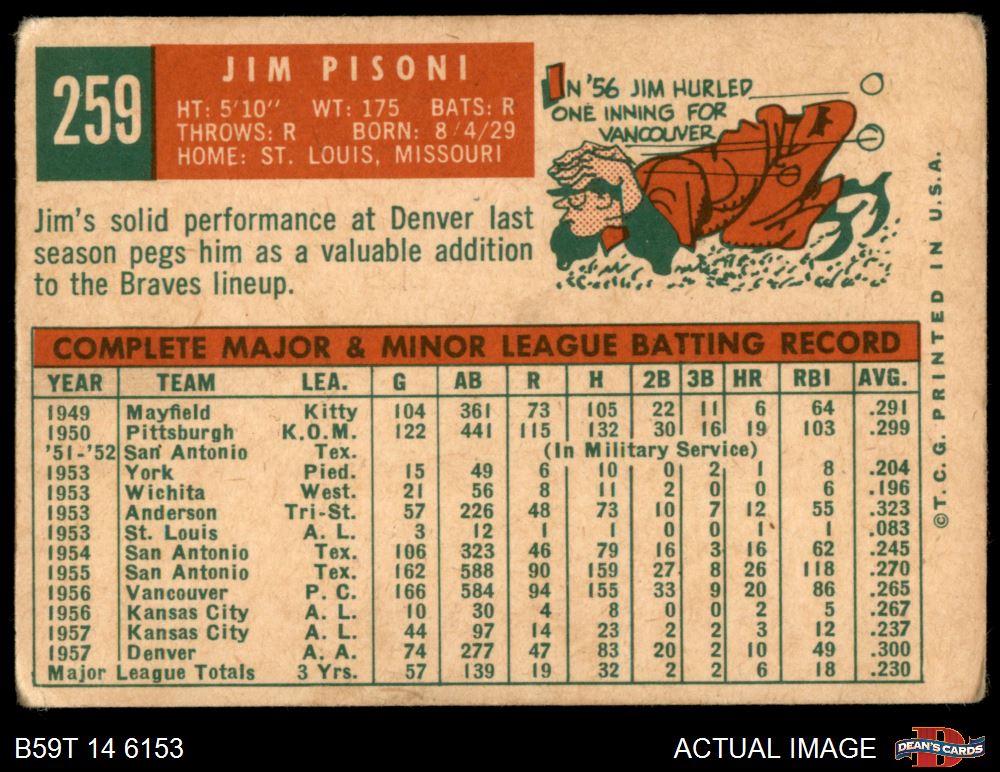 259
JIM PISONI
HT: 5'10" WT: 175 BATS: R
THROWS: R BORN: 8/4/29
HOME: ST. LOUIS, MISSOURI
IN '56 JIM HURLED
ONE INNING FOR
VANCOUVER
Jim's solid performance at Denver last
season pegs him as a valuable addition
to the Braves lineup.
COMPLETE MAJOR & MINOR LEAGUE BATTING RECORD
YEAR TEAM LEA. G AB R H 2B 3B HR RBI AVG.
1949 Mayfield Kitty 104 361 73 105 22 11 6 64 .291
1950 Pittsburgh K.O.M. 122 441 115 132 30 16 19 103 .299
'51-'52 San Antonio Tex. (In Military Service)
1953 York Pied. 15 49 6 10 0 2 1 8 .204
1953 Wichita West. 21 56 8 11 2 0 0 6 .196
1953 Anderson Tri-St. 57 226 48 73 10 7 12 55 .323
1953 St. Louis A. L. 3 12 1 1 0 0 1 1 .083
1954 San Antonio Tex. 106 323 46 79 16 3 16 62 .245
1955 San Antonio Tex. 162 588 90 159 27 8 26 118 .270
1956 Vancouver P. C. 166 584 94 155 33 9 20 86 .265
1956 Kansas City A. L. 10 30 4 8 0 0 2 5 .267
1957 Kansas City A. L. 44 97 14 23 2 2 3 12 .237
1957 Denver A. A. 74 277 47 83 20 2 10 49 .300
Major League Totals 3 Yrs. 57 139 19 32 2 2 6 18 .230
© T. C. G. PRINTED IN U.S.A.
B59T 14 6153
ACTUAL IMAGE
DEAN'S CARDS